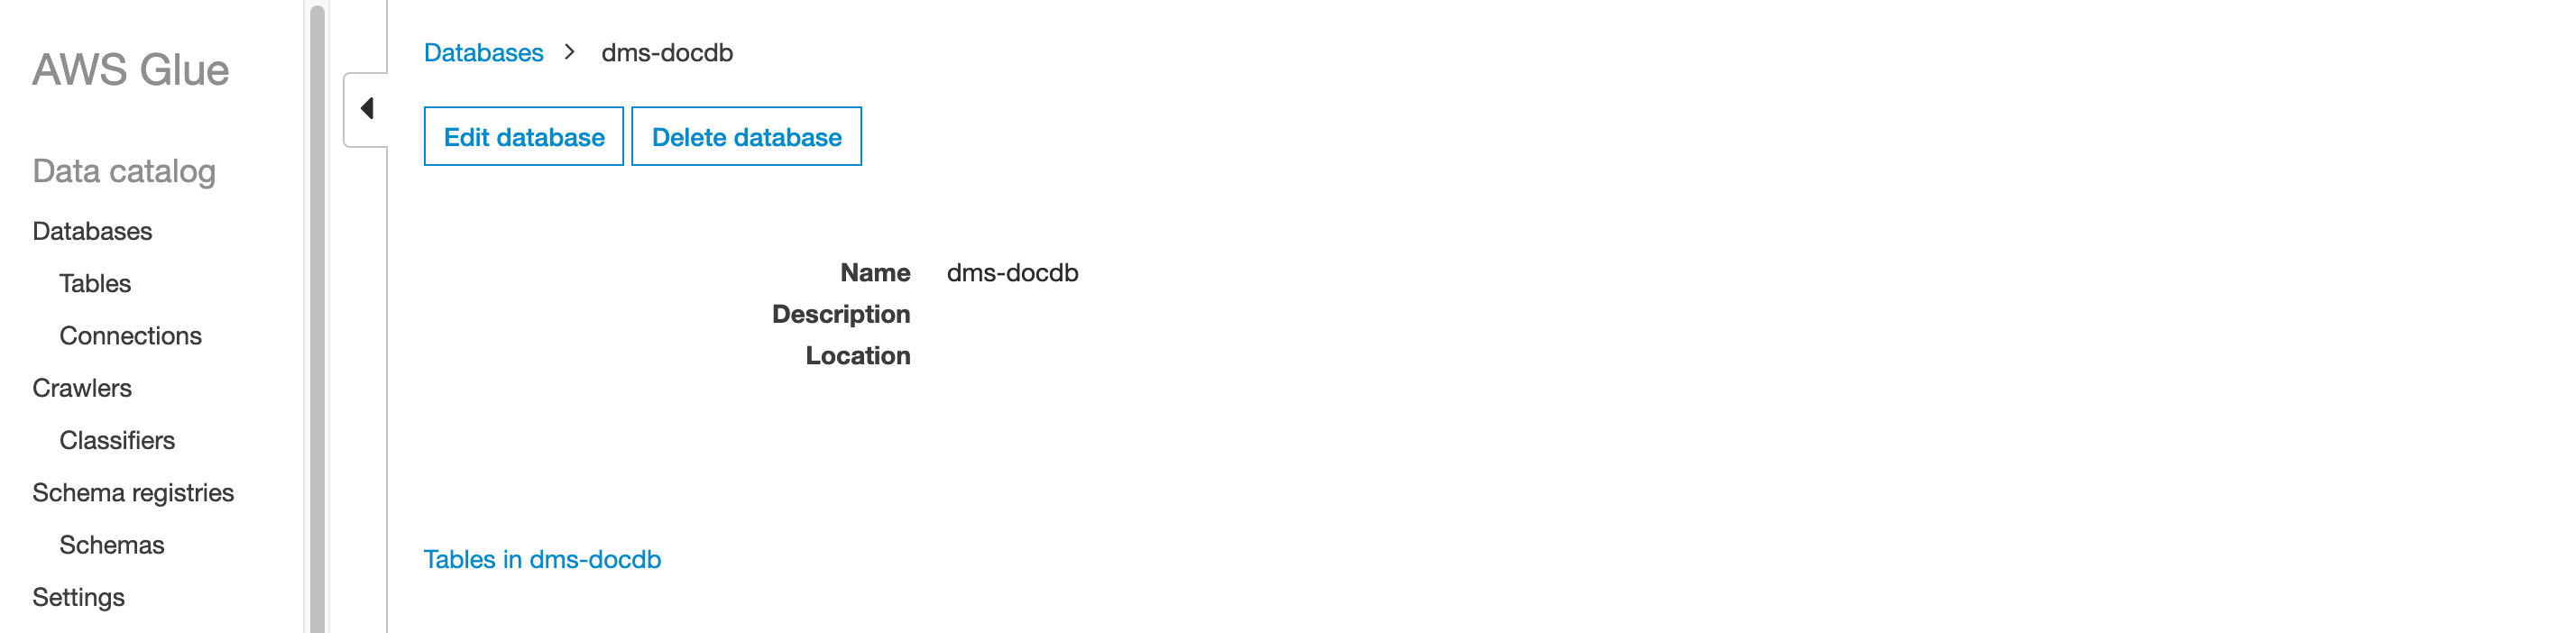 AWS Glue
Data catalog
Databases
Tables
Connections
Crawlers
Classifiers
Schema registries
Schemas
Settings
Databases > dms-docdb
Edit database Delete database
Name dms-docdb
Description
Location
Tables in dms-docdb